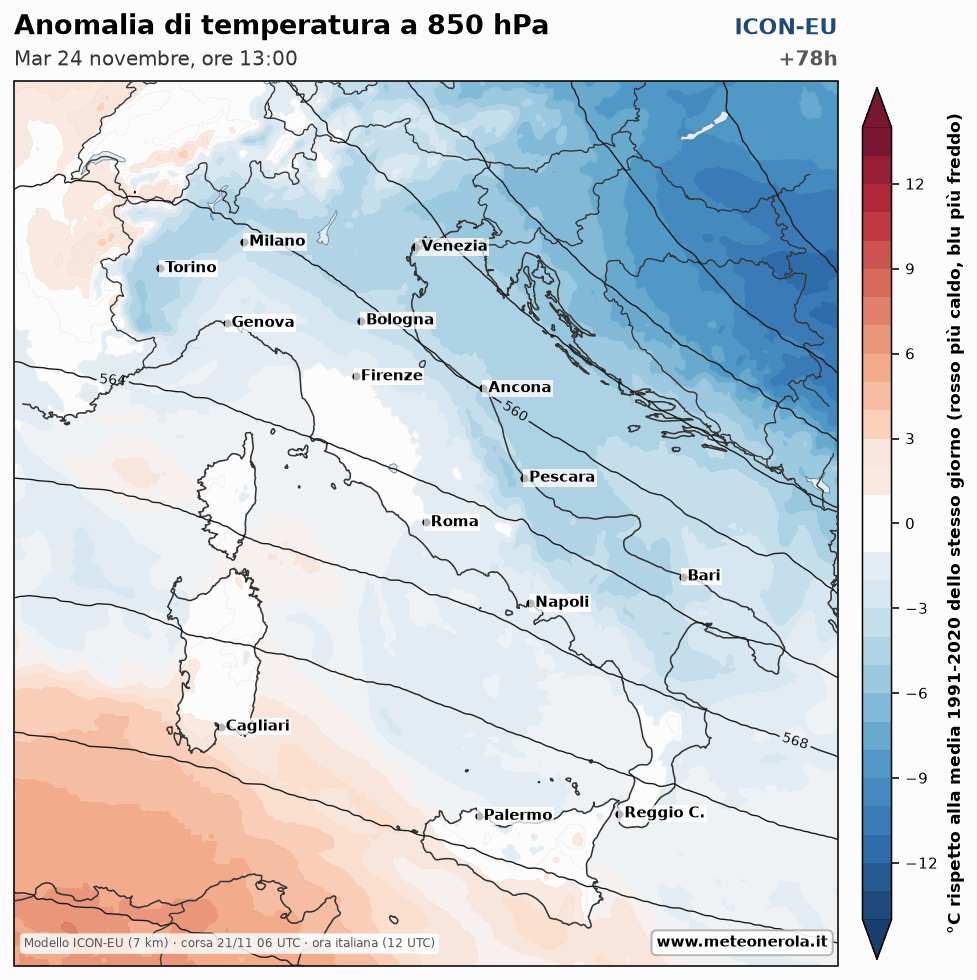 Anomalia di temperatura a 850 hPa
ICON-EU
Mar 24 novembre, ore 13:00
+78h
Milano
Venezia
Torino
Genova
Bologna
Firenze
564
Ancona
560
Pescara
Roma
Bari
Napoli
Cagliari
568
Palermo
Reggio C.
Modello ICON-EU (7 km) · corsa 21/11 06 UTC · ora italiana (12 UTC)
www.meteonerola.it
12
9
6
3
0
−3
−6
−9
−12
°C rispetto alla media 1991-2020 dello stesso giorno (rosso più caldo, blu più freddo)